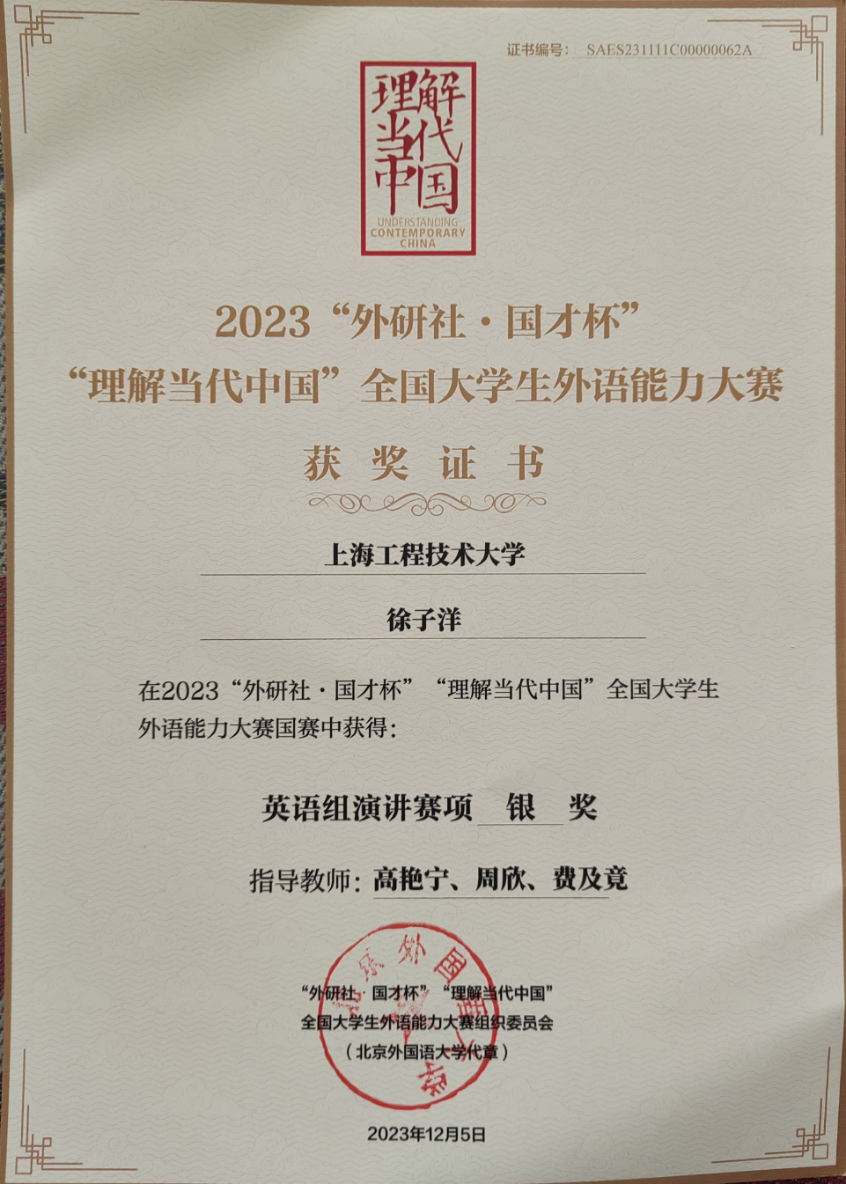 证书编号： SAES231111C00000062A
理解
当代
中国
UNDERSTANDING
CONTEMPORARY
CHINA
2023“外研社·国才杯”
“理解当代中国”全国大学生外语能力大赛
获奖证书
上海工程技术大学
徐子洋
在2023“外研社·国才杯”“理解当代中国”全国大学生
外语能力大赛国赛中获得：
英语组演讲赛项 银 奖
指导教师：高艳宁、周欣、费及竟
北京外国语大学
“外研社·国才杯”“理解当代中国”
全国大学生外语能力大赛组织委员会
（北京外国语大学代章）
2023年12月5日